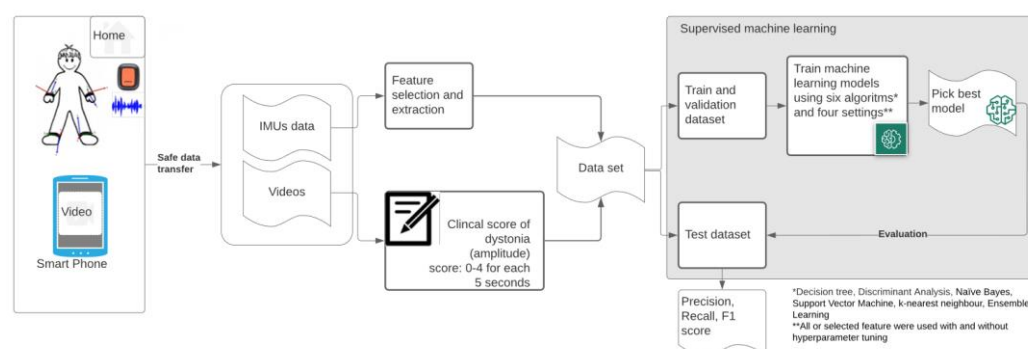 Home
Video
Smart Phone
Safe data
transfer
IMUs data
Videos
Feature
selection and
extraction
Clincal score of
dystonia
(amplitude)
score: 0-4 for each
5 seconds
Data set
Supervised machine learning
Train and
validation
dataset
Train machine
learning models
using six algoritms*
and four settings**
Pick best
model
Test dataset
Evaluation
Precision,
Recall, F1
score
*Decision tree, Discriminant Analysis, Naïve Bayes,
Support Vector Machine, k-nearest neighbour, Ensemble
Learning
**All or selected feature were used with and without
hyperparameter tuning